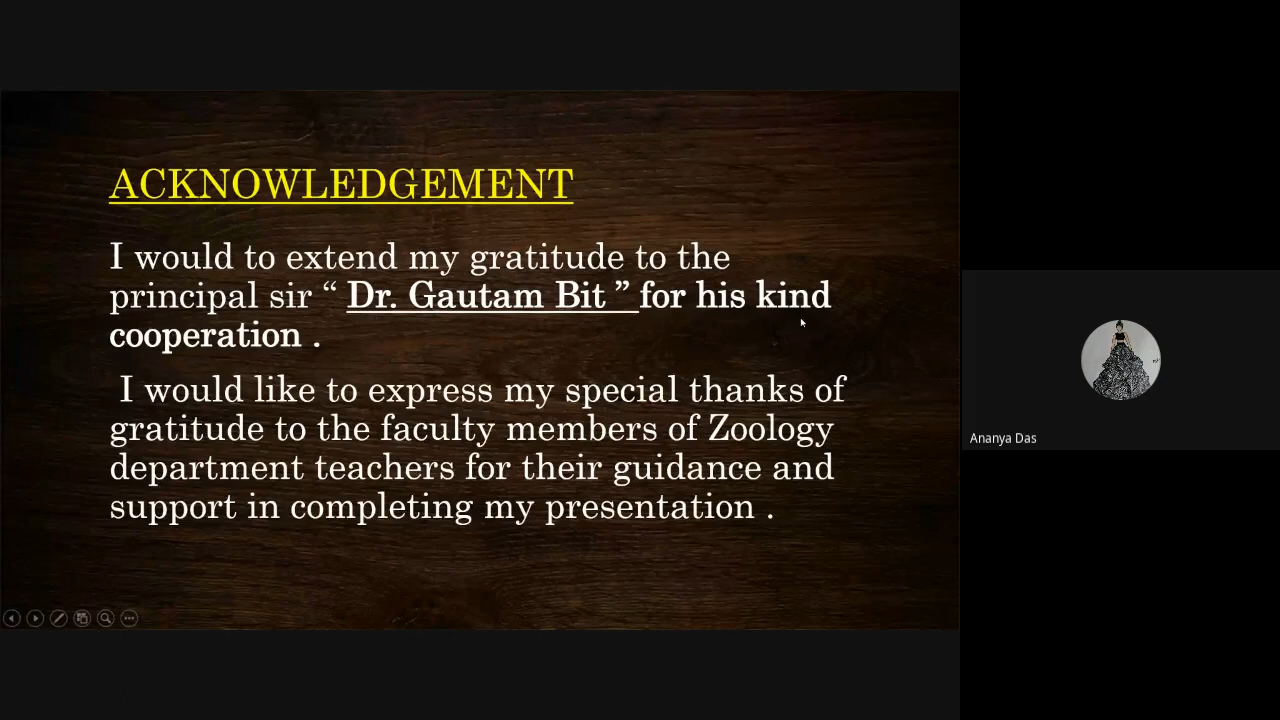 ACKNOWLEDGEMENT
I would to extend my gratitude to the
principal sir “ Dr. Gautam Bit ” for his kind
cooperation .
I would like to express my special thanks of
gratitude to the faculty members of Zoology
department teachers for their guidance and
support in completing my presentation .
Ananya Das